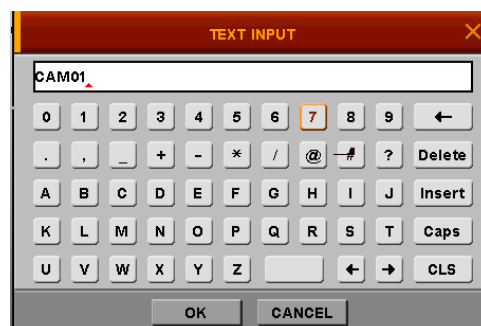 TEXT INPUT
CAM01
0 1 2 3 4 5 6 7 8 9 ←
. , _ + - * / @ # ? Delete
A B C D E F G H I J Insert
K L M N O P Q R S T Caps
U V W X Y Z ← → CLS
OK CANCEL